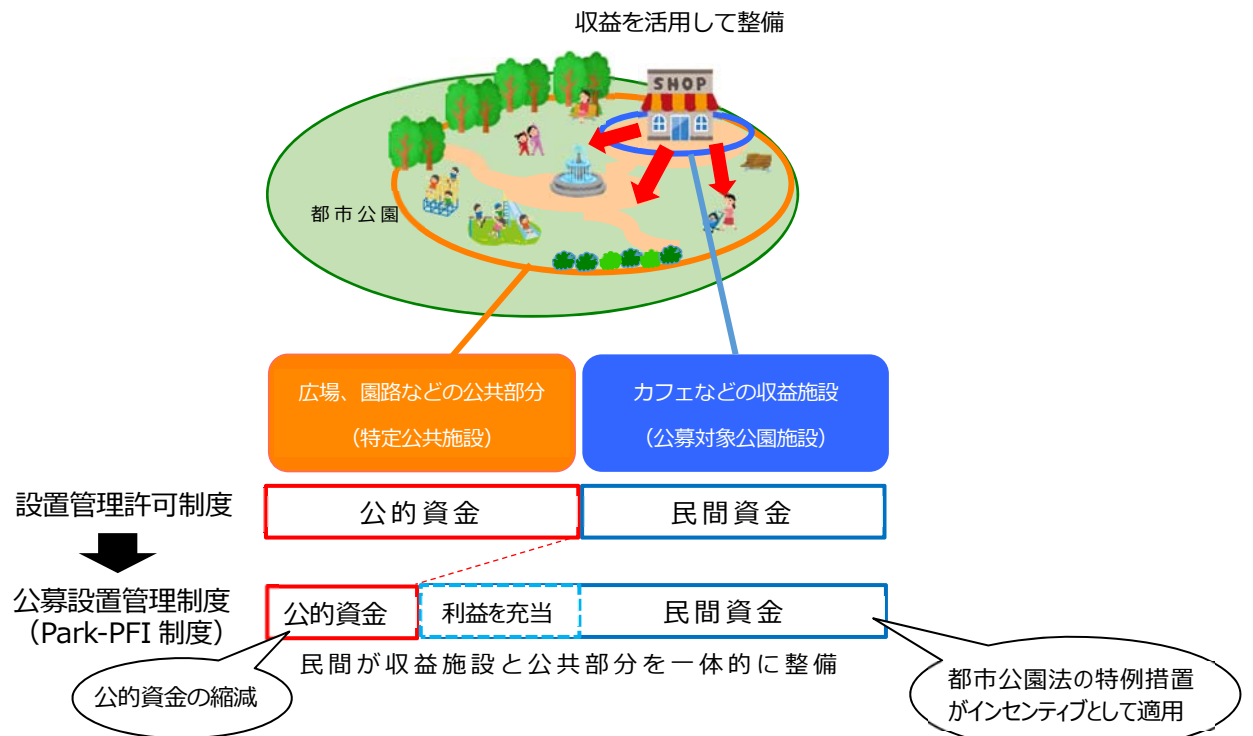 収益を活用して整備
SHOP
都市公園
広場、園路などの公共部分
（特定公共施設）
カフェなどの収益施設
（公募対象公園施設）
設置管理許可制度
公的資金
民間資金
公募設置管理制度
（Park-PFI 制度）
公的資金
利益を充当
民間資金
民間が収益施設と公共部分を一体的に整備
公的資金の縮減
都市公園法の特例措置
がインセンティブとして適用